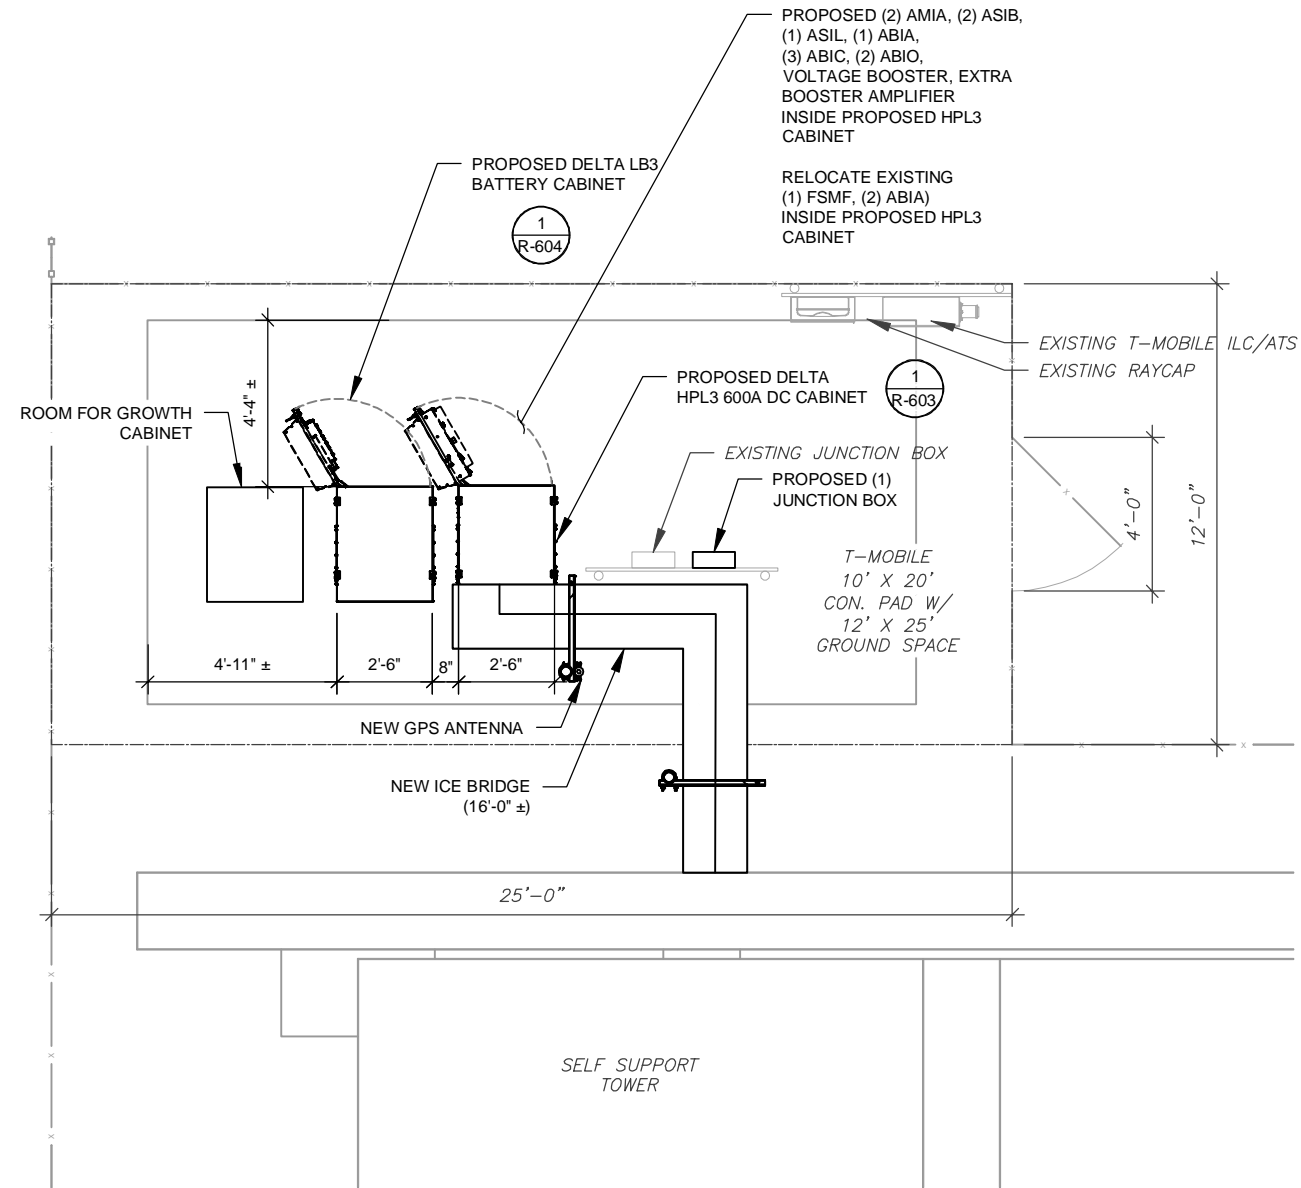 PROPOSED (2) AMIA, (2) ASIB,
(1) ASIL, (1) ABIA,
(3) ABIC, (2) ABIO,
VOLTAGE BOOSTER, EXTRA
BOOSTER AMPLIFIER
INSIDE PROPOSED HPL3
CABINET
RELOCATE EXISTING
(1) FSMF, (2) ABIA)
INSIDE PROPOSED HPL3
CABINET
PROPOSED DELTA LB3
BATTERY CABINET
1
R-604
EXISTING T-MOBILE ILC/ATS
EXISTING RAYCAP
1
R-603
PROPOSED DELTA
HPL3 600A DC CABINET
4'-4" ±
ROOM FOR GROWTH
CABINET
EXISTING JUNCTION BOX
PROPOSED (1)
JUNCTION BOX
4'-0"
12'-0"
T-MOBILE
10' X 20'
CON. PAD W/
12' X 25'
GROUND SPACE
4'-11" ±
2'-6"
8"
2'-6"
NEW GPS ANTENNA
NEW ICE BRIDGE
(16'-0" ±)
25'-0"
SELF SUPPORT
TOWER